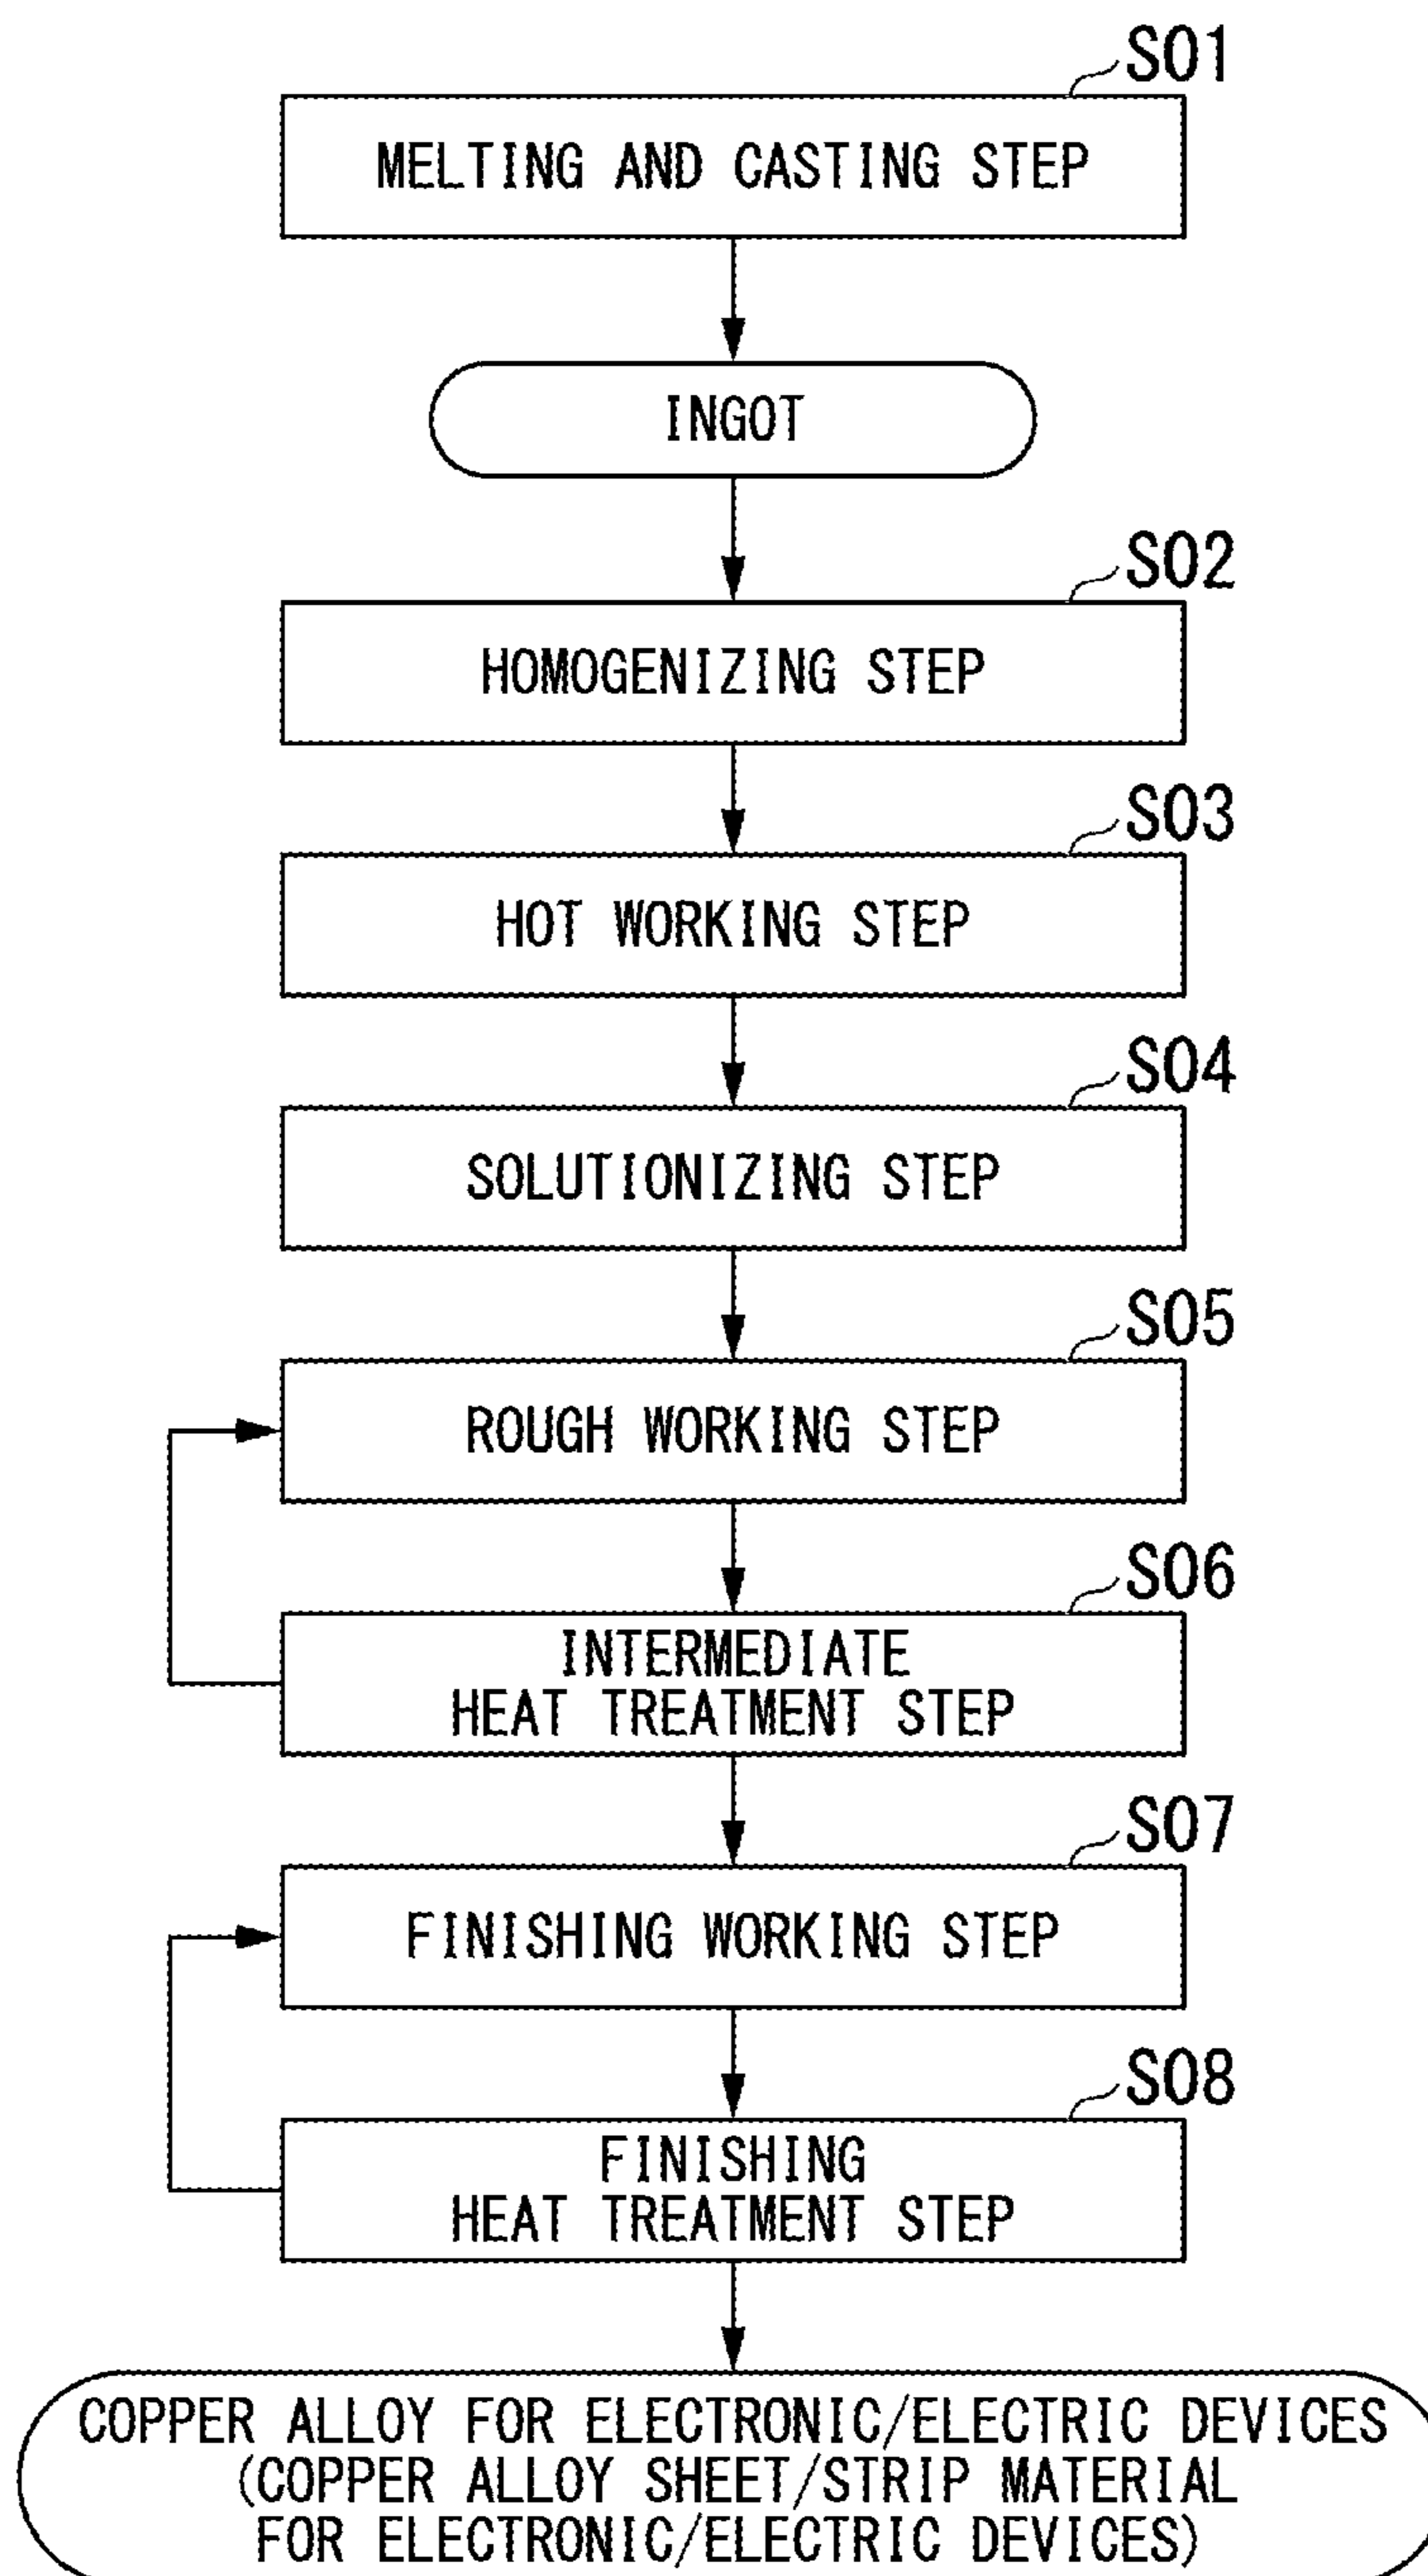 S01
MELTING AND CASTING STEP
INGOT
S02
HOMOGENIZING STEP
S03
HOT WORKING STEP
S04
SOLUTIONIZING STEP
S05
ROUGH WORKING STEP
S06
INTERMEDIATE
HEAT TREATMENT STEP
S07
FINISHING WORKING STEP
S08
FINISHING
HEAT TREATMENT STEP
COPPER ALLOY FOR ELECTRONIC/ELECTRIC DEVICES
(COPPER ALLOY SHEET/STRIP MATERIAL
FOR ELECTRONIC/ELECTRIC DEVICES)